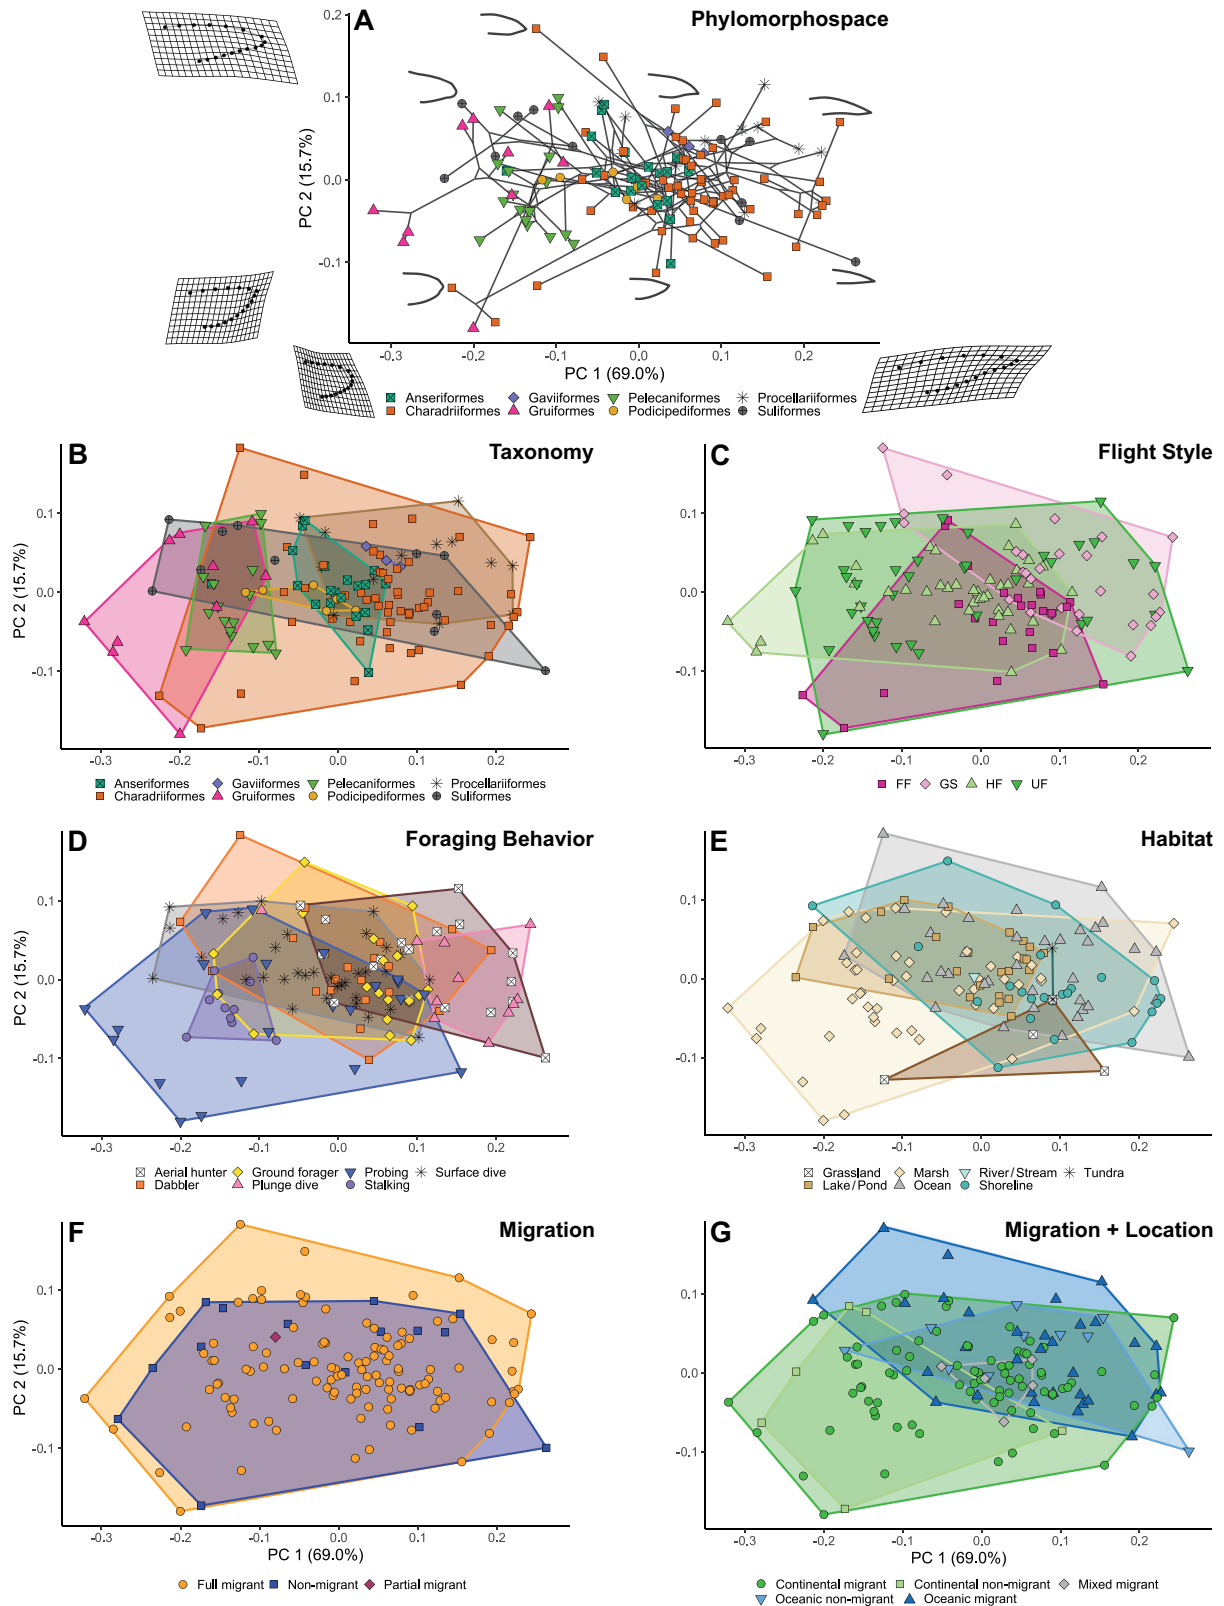 A Phylomorphospace
0.2
0.1
0.0
-0.1
PC 2 (15.7%)
-0.3 -0.2 -0.1 0.0 0.1 0.2
PC 1 (69.0%)
Anseriformes Gaviiformes Pelecaniformes Procellariiformes
Charadriiformes Gruiformes Podicipediformes Suliformes
B Taxonomy
0.1
0.0
-0.1
PC 2 (15.7%)
-0.3 -0.2 -0.1 0.0 0.1 0.2
Anseriformes Gaviiformes Pelecaniformes Procellariiformes
Charadriiformes Gruiformes Podicipediformes Suliformes
C Flight Style
0.1
0.0
-0.1
-0.3 -0.2 -0.1 0.0 0.1 0.2
FF GS HF UF
D Foraging Behavior
0.1
0.0
-0.1
PC 2 (15.7%)
-0.3 -0.2 -0.1 0.0 0.1 0.2
Aerial hunter Ground forager Probing Surface dive
Dabbler Plunge dive Stalking
E Habitat
0.1
0.0
-0.1
-0.3 -0.2 -0.1 0.0 0.1 0.2
Grassland Marsh River/Stream Tundra
Lake/Pond Ocean Shoreline
F Migration
0.1
0.0
-0.1
PC 2 (15.7%)
-0.3 -0.2 -0.1 0.0 0.1 0.2
PC 1 (69.0%)
Full migrant Non-migrant Partial migrant
G Migration + Location
0.1
0.0
-0.1
-0.3 -0.2 -0.1 0.0 0.1 0.2
PC 1 (69.0%)
Continental migrant Continental non-migrant Mixed migrant
Oceanic non-migrant Oceanic migrant